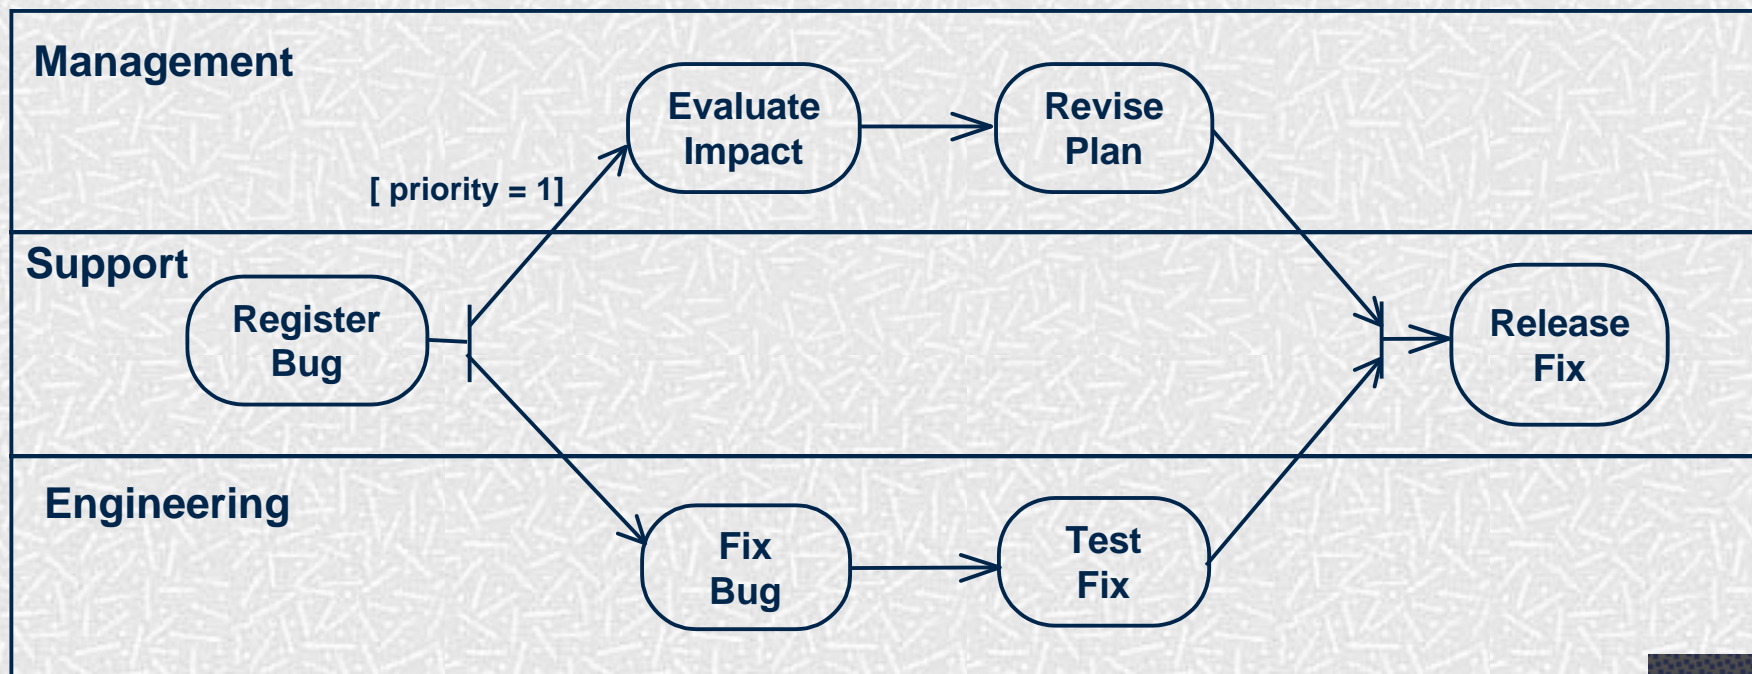 Management
Evaluate
Impact
Revise
Plan
[ priority = 1]
Support
Register
Bug
Release
Fix
Engineering
Fix
Bug
Test
Fix